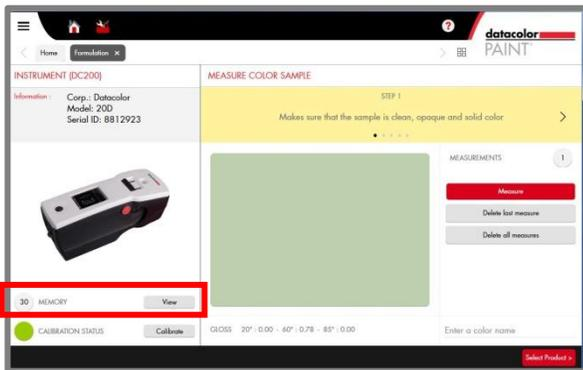 datacolor
PAINT
Home
Formulation ×
INSTRUMENT (DC200)
Information :
Corp.: Datacolor
Model: 20D
Serial ID: 8812923
30 MEMORY View
CALIBRATION STATUS Calibrate
MEASURE COLOR SAMPLE
STEP 1
Makes sure that the sample is clean, opaque and solid color
GLOSS 20° : 0.00 - 60° : 0.78 - 85° : 0.00
MEASUREMENTS 1
Measure
Delete last measure
Delete all measures
Enter a color name
Select Product >